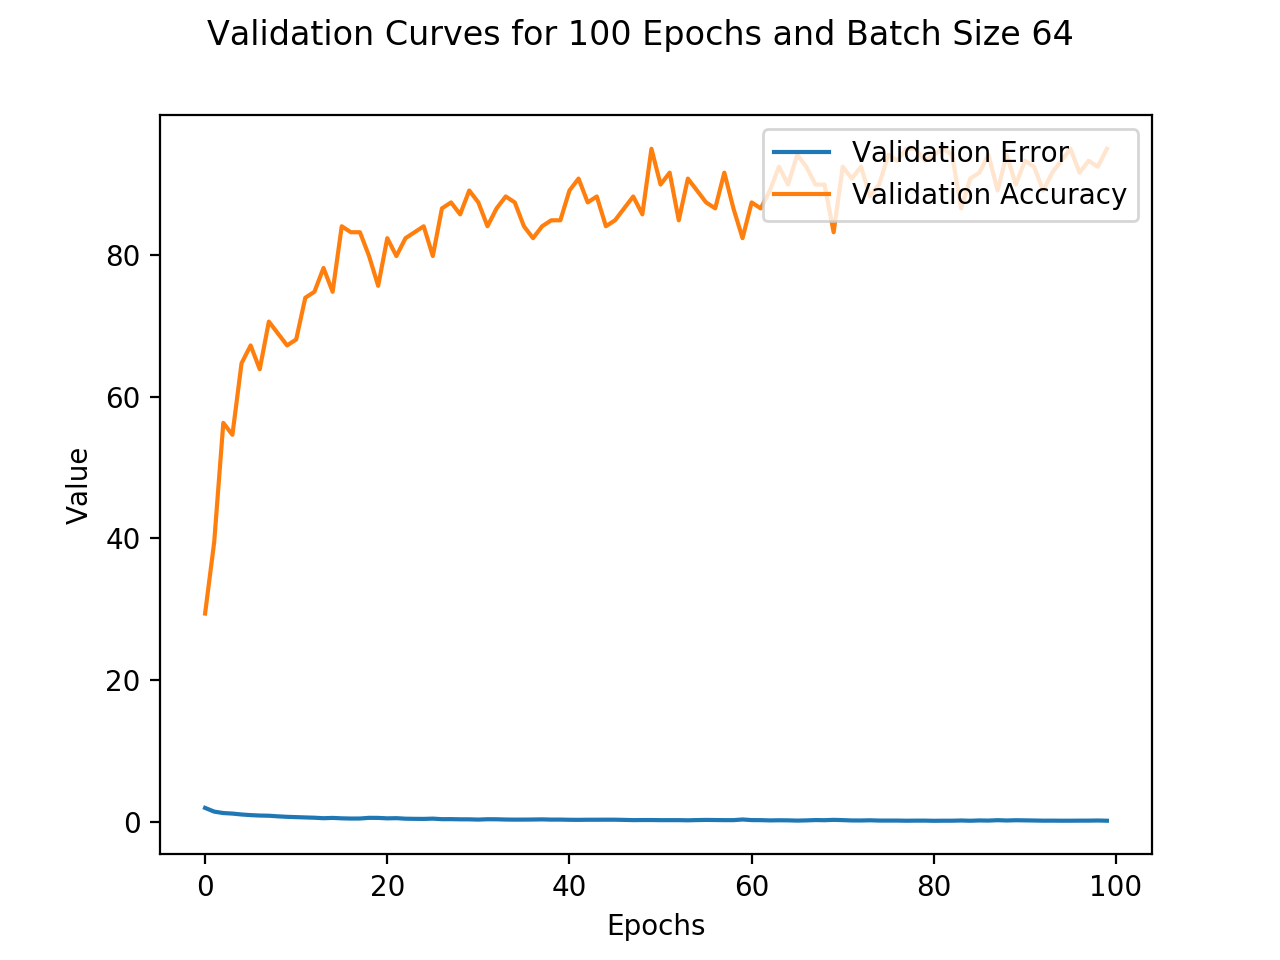 Validation Curves for 100 Epochs and Batch Size 64
Validation Error
Validation Accuracy
80
60
40
20
0
Value
0 20 40 60 80 100
Epochs